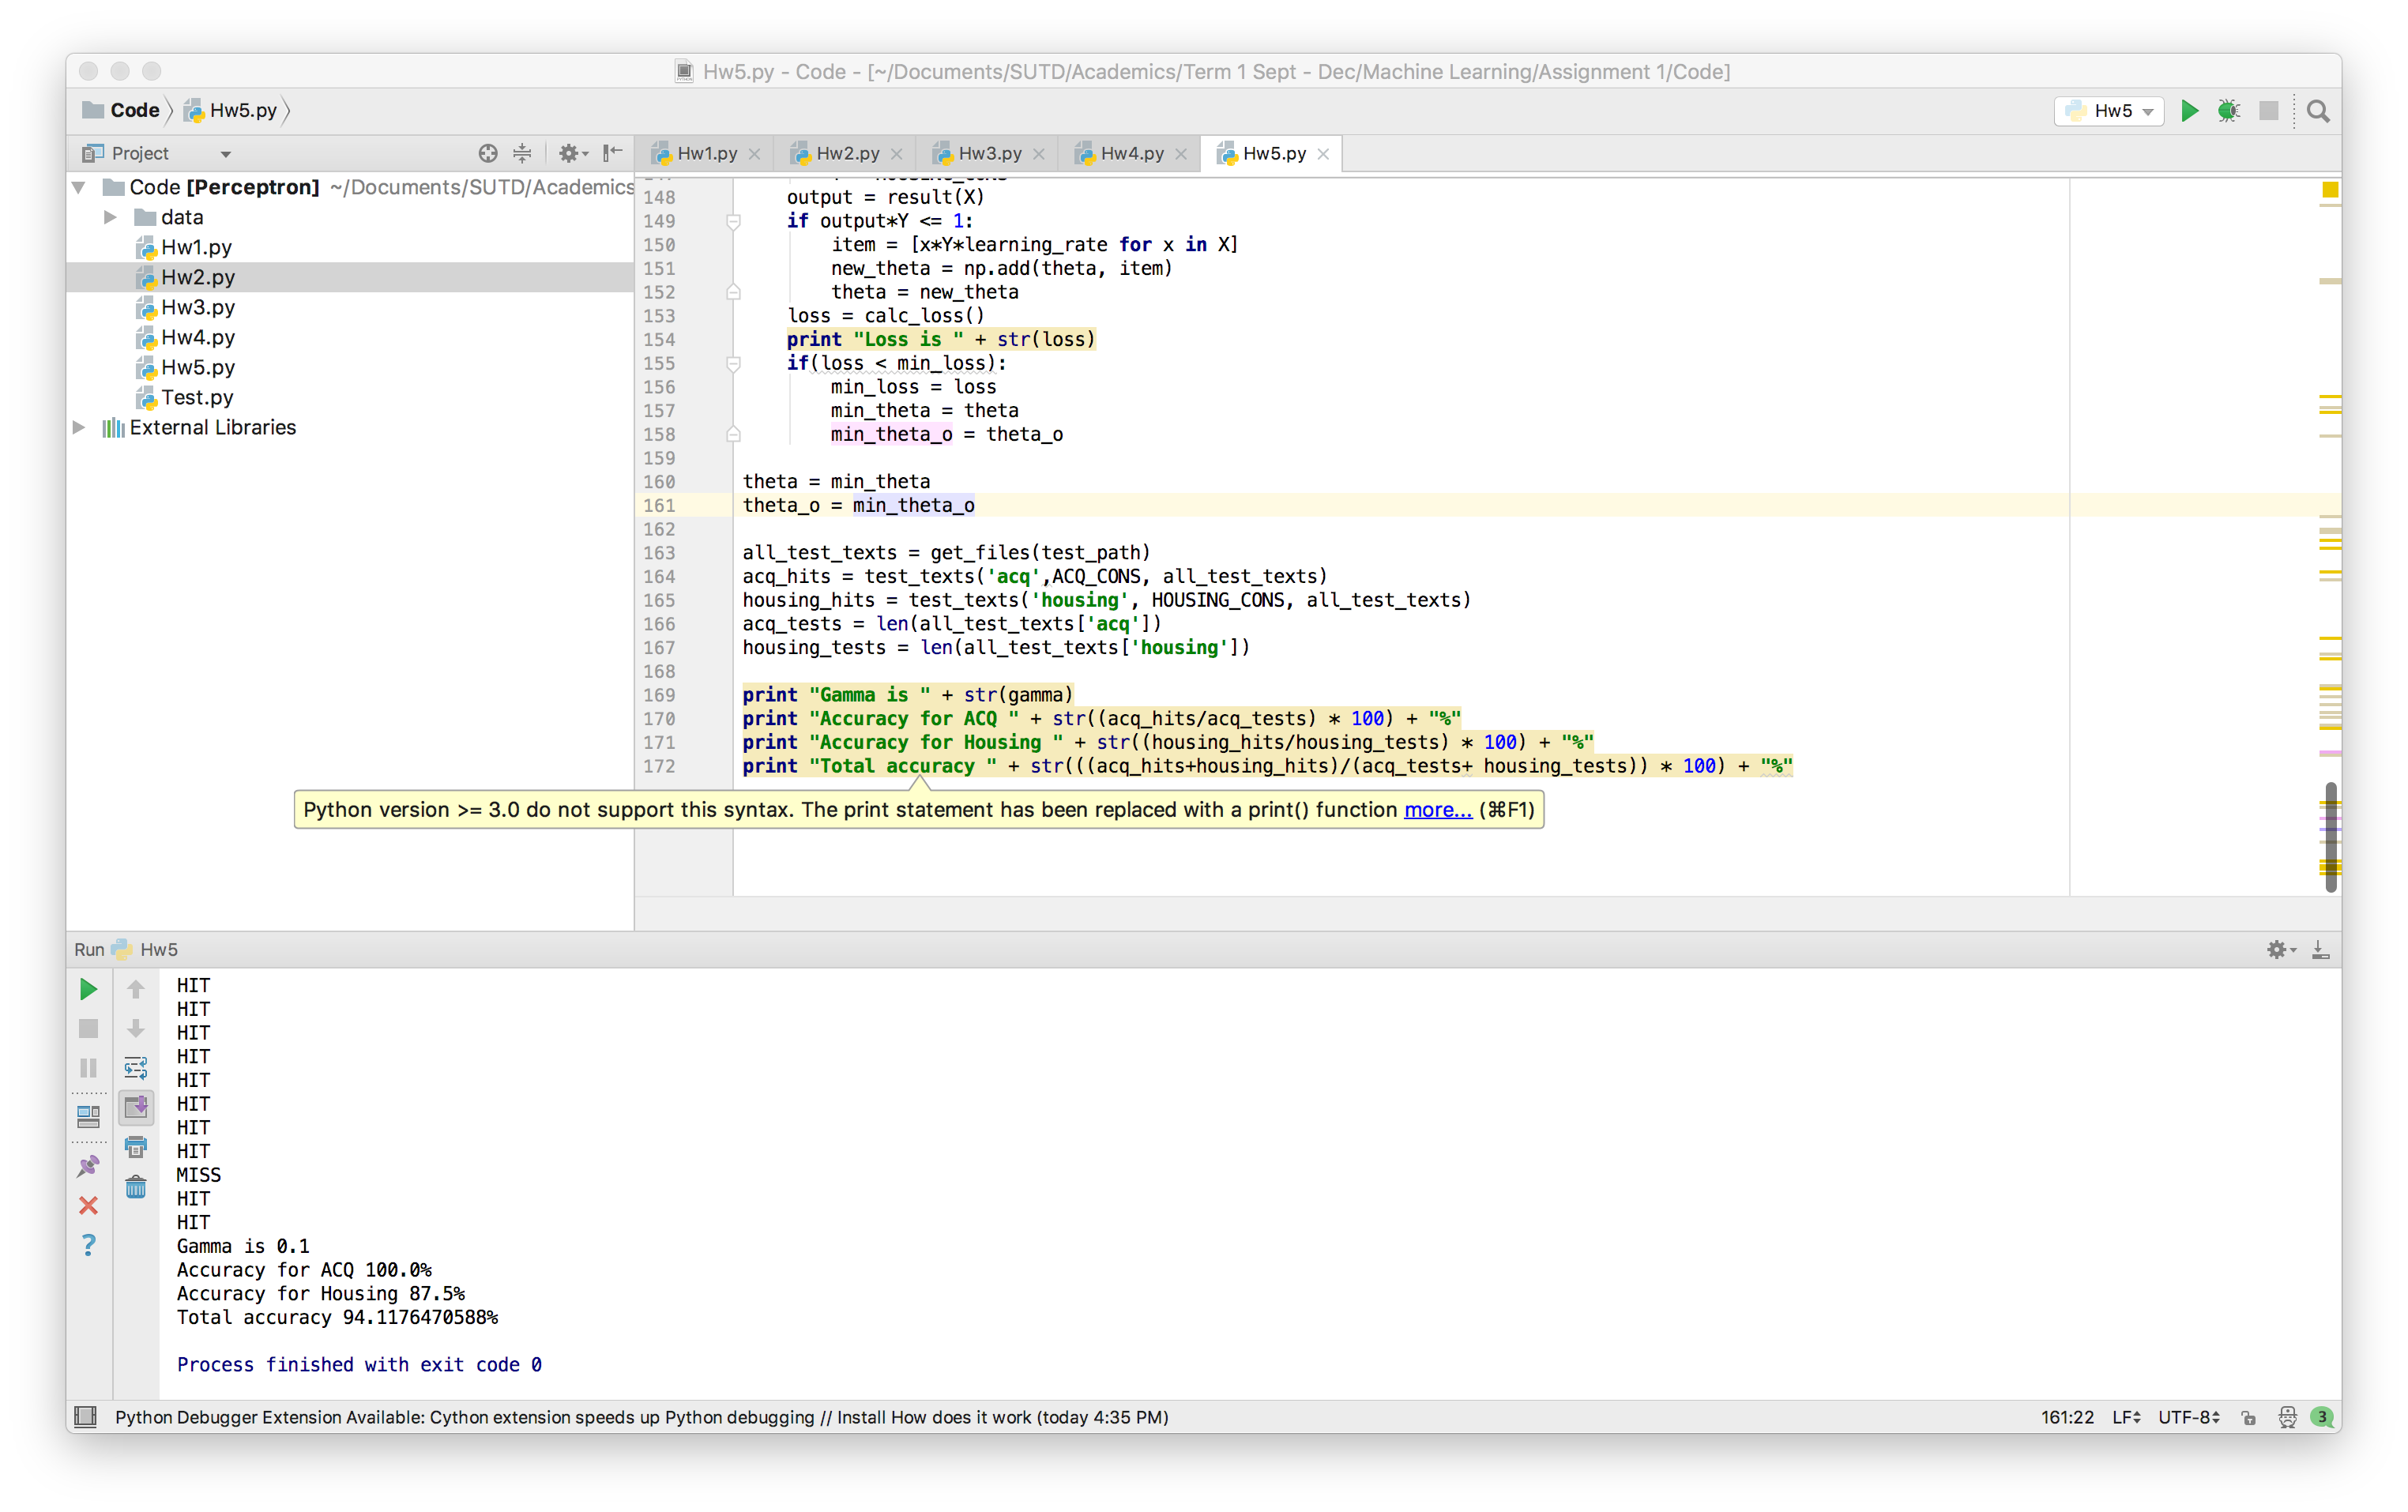 Hw5.py - Code - [~/Documents/SUTD/Academics/Term 1 Sept - Dec/Machine Learning/Assignment 1/Code]
Code Hw5.py
Hw5
Project
Hw1.py Hw2.py Hw3.py Hw4.py Hw5.py
Code [Perceptron] ~/Documents/SUTD/Academics
data
Hw1.py
Hw2.py
Hw3.py
Hw4.py
Hw5.py
Test.py
External Libraries
148 output = result(X)
149 if output*Y <= 1:
150 item = [x*Y*learning_rate for x in X]
151 new_theta = np.add(theta, item)
152 theta = new_theta
153 loss = calc_loss()
154 print "Loss is " + str(loss)
155 if(loss < min_loss):
156 min_loss = loss
157 min_theta = theta
158 min_theta_o = theta_o
159
160 theta = min_theta
161 theta_o = min_theta_o
162
163 all_test_texts = get_files(test_path)
164 acq_hits = test_texts('acq',ACQ_CONS, all_test_texts)
165 housing_hits = test_texts('housing', HOUSING_CONS, all_test_texts)
166 acq_tests = len(all_test_texts['acq'])
167 housing_tests = len(all_test_texts['housing'])
168
169 print "Gamma is " + str(gamma)
170 print "Accuracy for ACQ " + str((acq_hits/acq_tests) * 100) + "%"
171 print "Accuracy for Housing " + str((housing_hits/housing_tests) * 100) + "%"
172 print "Total accuracy " + str(((acq_hits+housing_hits)/(acq_tests+ housing_tests)) * 100) + "%"
Python version >= 3.0 do not support this syntax. The print statement has been replaced with a print() function more... (⌘F1)
Run Hw5
HIT
HIT
HIT
HIT
HIT
HIT
HIT
HIT
MISS
HIT
HIT
Gamma is 0.1
Accuracy for ACQ 100.0%
Accuracy for Housing 87.5%
Total accuracy 94.1176470588%
Process finished with exit code 0
Python Debugger Extension Available: Cython extension speeds up Python debugging // Install How does it work (today 4:35 PM)
161:22 LF UTF-8 3